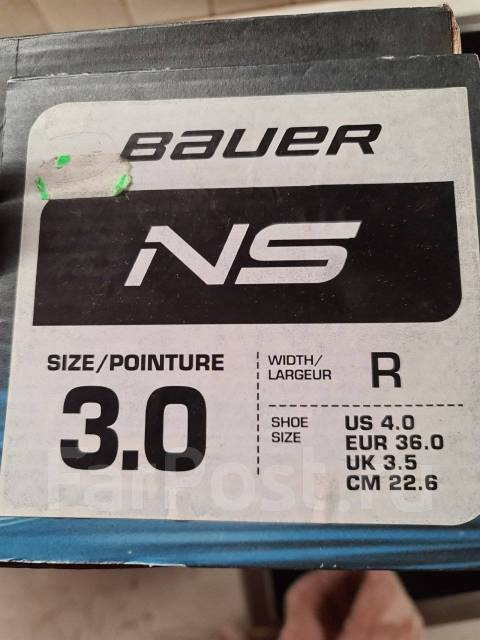 BAUER
NS
SIZE/POINTURE
3.0
WIDTH/
LARGEUR
R
SHOE
SIZE
US 4.0
EUR 36.0
UK 3.5
CM 22.6
FarPost.ru